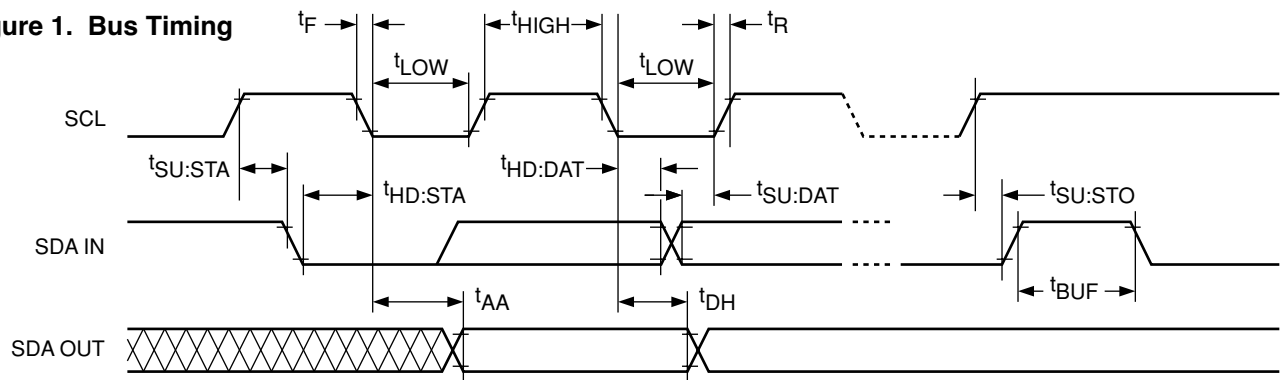 gure 1. Bus Timing
tF
tHIGH
tR
tLOW
tLOW
SCL
tSU:STA
tHD:STA
tHD:DAT
tSU:DAT
tSU:STO
SDA IN
tBUF
tAA
tDH
SDA OUT